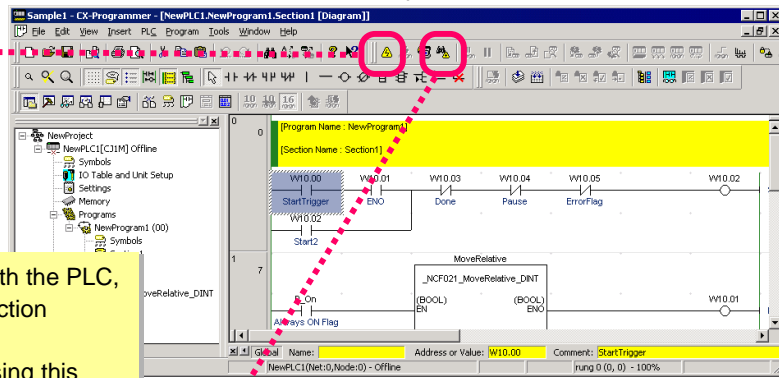 Sample1 - CX-Programmer - [NewPLC1.NewProgram1.Section1 [Diagram]]
File Edit View Insert PLC Program Tools Window Help
10 10 16
NewProject
NewPLC1[CJ1M] Offline
Symbols
IO Table and Unit Setup
Settings
Memory
Programs
NewProgram1 (00)
Symbols
oveRelative_DINT
th the PLC,
ction
sing this
0
0
[Program Name : NewProgram1]
[Section Name : Section1]
W10.00 W10.01 W10.03 W10.04 W10.05 W10.02
StartTrigger ENO Done Pause ErrorFlag
W10.02
Start2
1
7
MoveRelative
_NCF021_MoveRelative_DINT
P_On (BOOL) (BOOL) W10.01
EN ENO
Always ON Flag
Global Name: Address or Value: W10.00 Comment: StartTrigger
NewPLC1(Net:0,Node:0) - Offline rung 0 (0, 0) - 100%